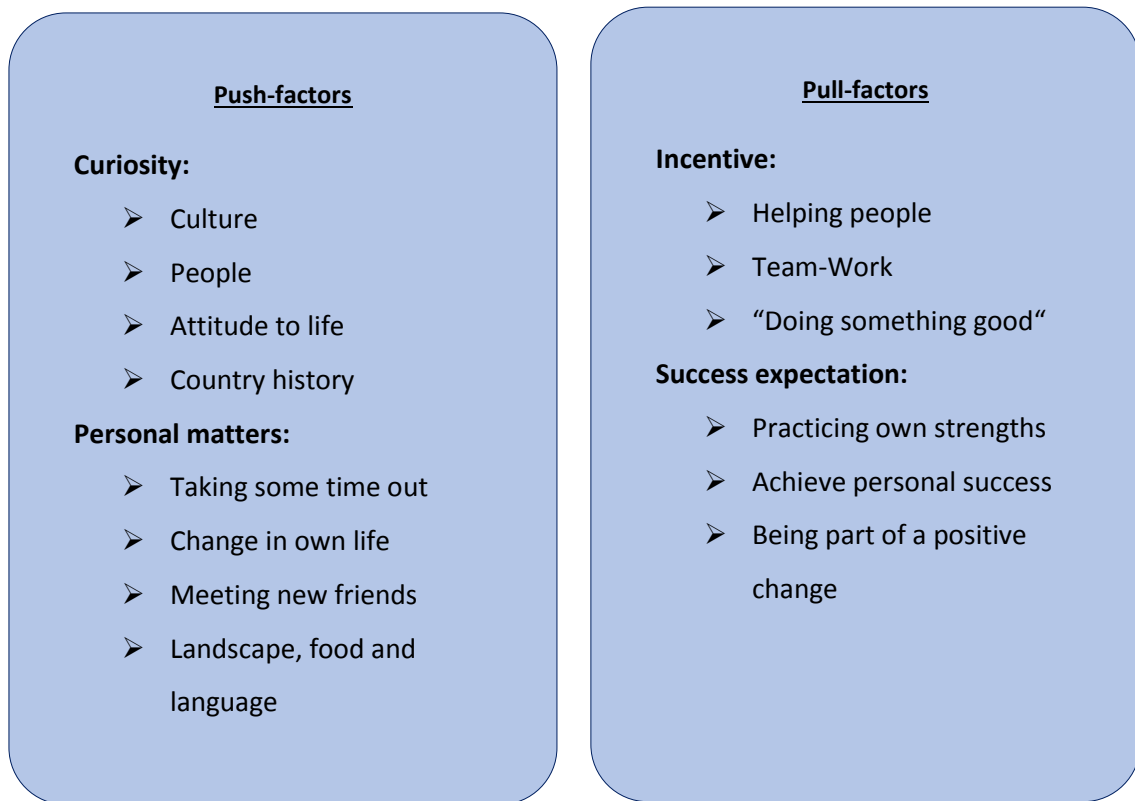 Push-factors
Curiosity:
➢ Culture
➢ People
➢ Attitude to life
➢ Country history
Personal matters:
➢ Taking some time out
➢ Change in own life
➢ Meeting new friends
➢ Landscape, food and
language
Pull-factors
Incentive:
➢ Helping people
➢ Team-Work
➢ “Doing something good“
Success expectation:
➢ Practicing own strengths
➢ Achieve personal success
➢ Being part of a positive
change